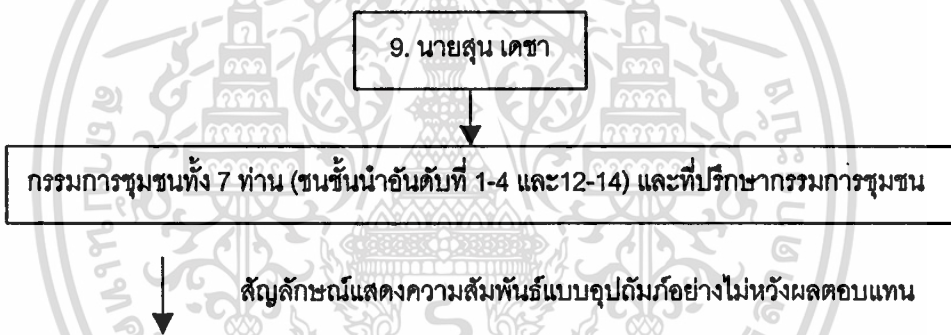 9. นายสุน เดชา
กรรมการชุมชนทั้ง 7 ท่าน (ชนชั้นนำอันดับที่ 1-4 และ12-14) และที่ปรึกษากรรมการชุมชน
สัญลักษณ์แสดงความสัมพันธ์แบบอุปถัมภ์อย่างไม่หวังผลตอบแทน